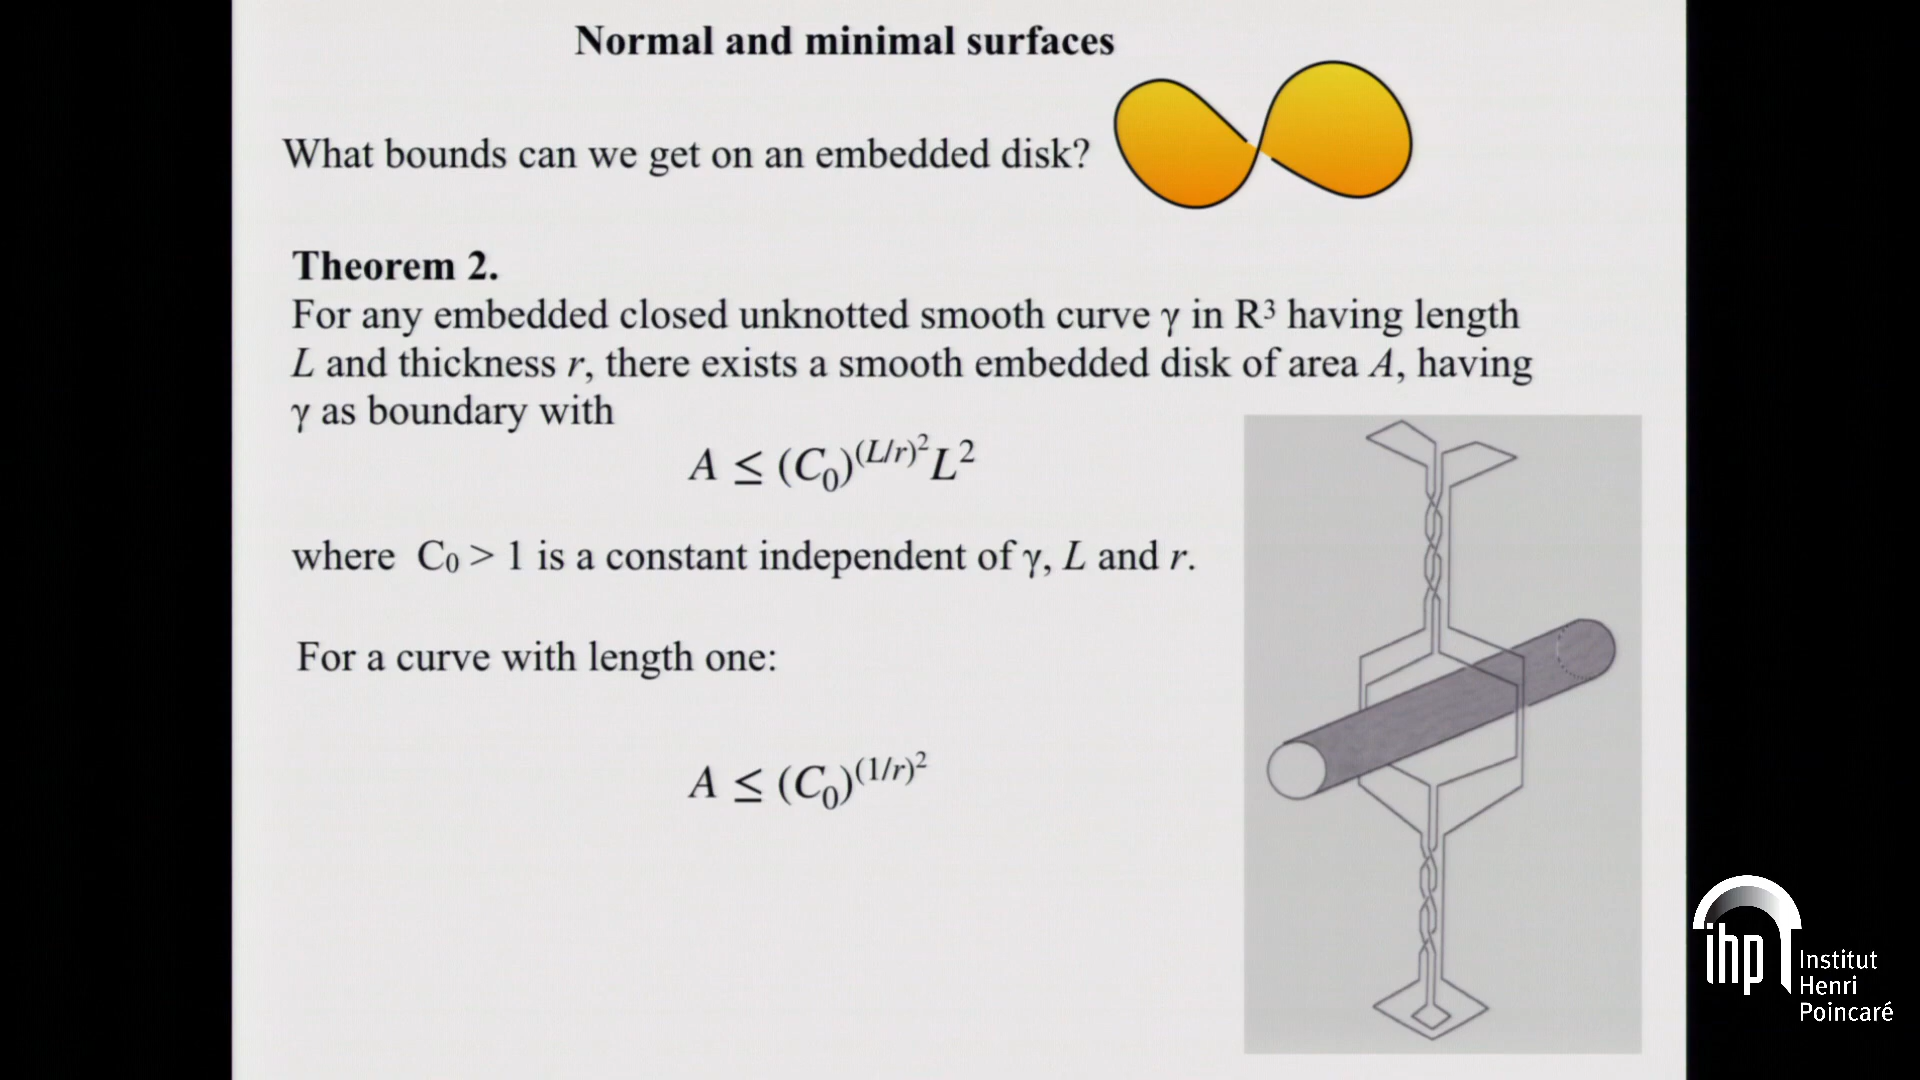 Normal and minimal surfaces
What bounds can we get on an embedded disk?
Theorem 2.
For any embedded closed unknotted smooth curve γ in R³ having length
L and thickness r, there exists a smooth embedded disk of area A, having
γ as boundary with
A ≤ (C₀)^(L/r)² L²
where C₀ > 1 is a constant independent of γ, L and r.
For a curve with length one:
A ≤ (C₀)^(1/r)²
ihp
Institut
Henri
Poincaré